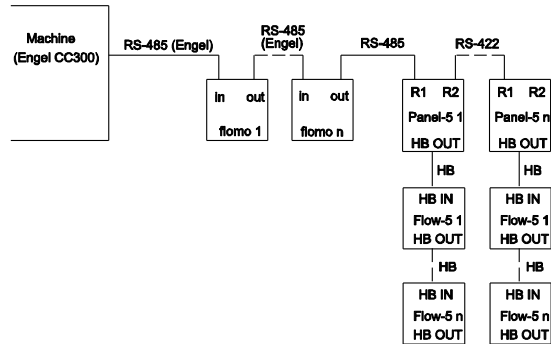 Machine
(Engel CC300)
RS-485 (Engel)
RS-485
(Engel)
RS-485
RS-422
in out
flomo 1
in out
flomo n
R1 R2
Panel-5 1
HB OUT
R1 R2
Panel-5 n
HB OUT
HB
HB
HB IN
Flow-5 1
HB OUT
HB IN
Flow-5 1
HB OUT
HB
HB
HB IN
Flow-5 n
HB OUT
HB IN
Flow-5 n
HB OUT